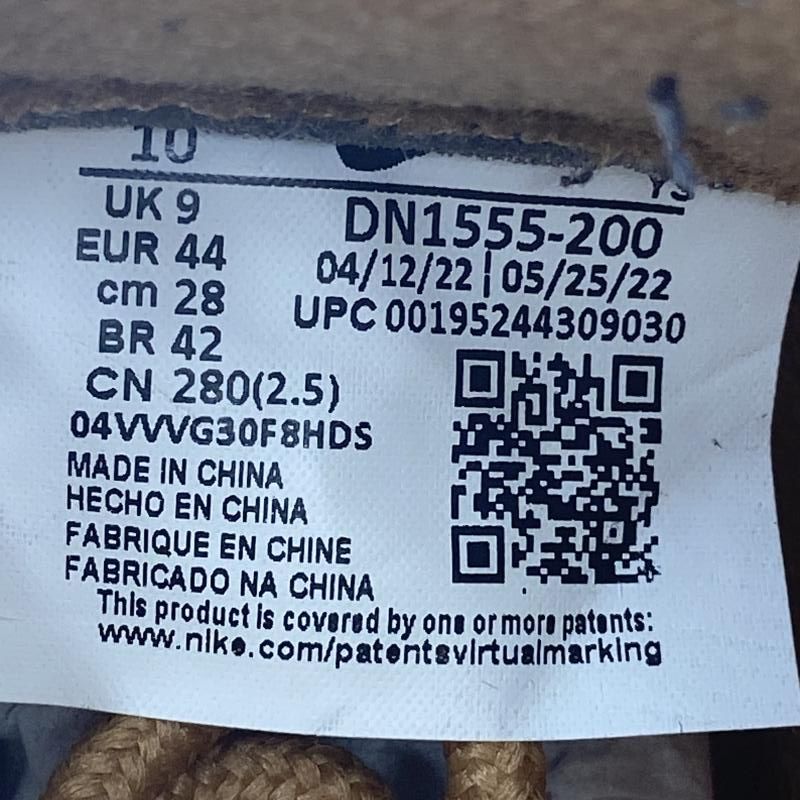 10
UK 9
EUR 44
cm 28
BR 42
CN 280(2.5)
04VVVG30F8HDS
YS
DN1555-200
04/12/22 | 05/25/22
UPC 00195244309030
MADE IN CHINA
HECHO EN CHINA
FABRIQUE EN CHINE
FABRICADO NA CHINA
This product is covered by one or more patents:
www.nike.com/patentsvirtualmarking